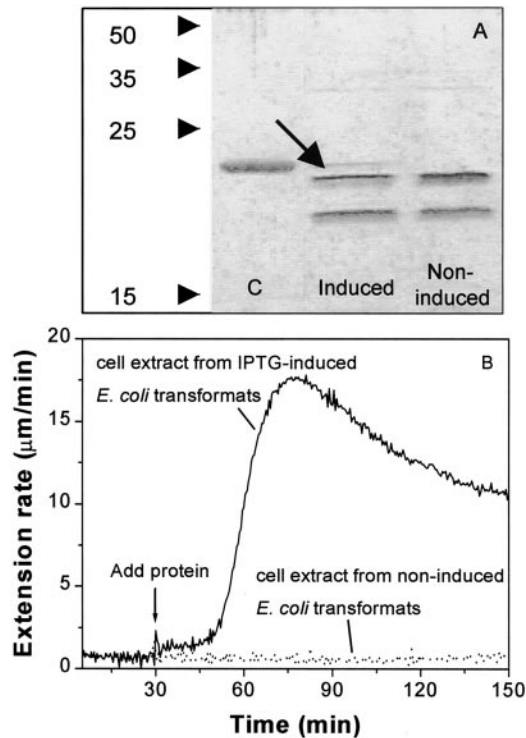 A
50
35
25
15
C
Induced
Non-
induced
B
20
15
10
5
0
Extension rate (μm/min)
cell extract from IPTG-induced
E. coli transformats
Add protein
cell extract from non-induced
E. coli transformats
30
60
90
120
150
Time (min)